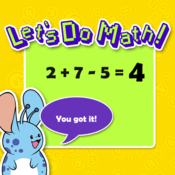 Let's Do Math!
2 + 7 - 5 = 4
You got it!